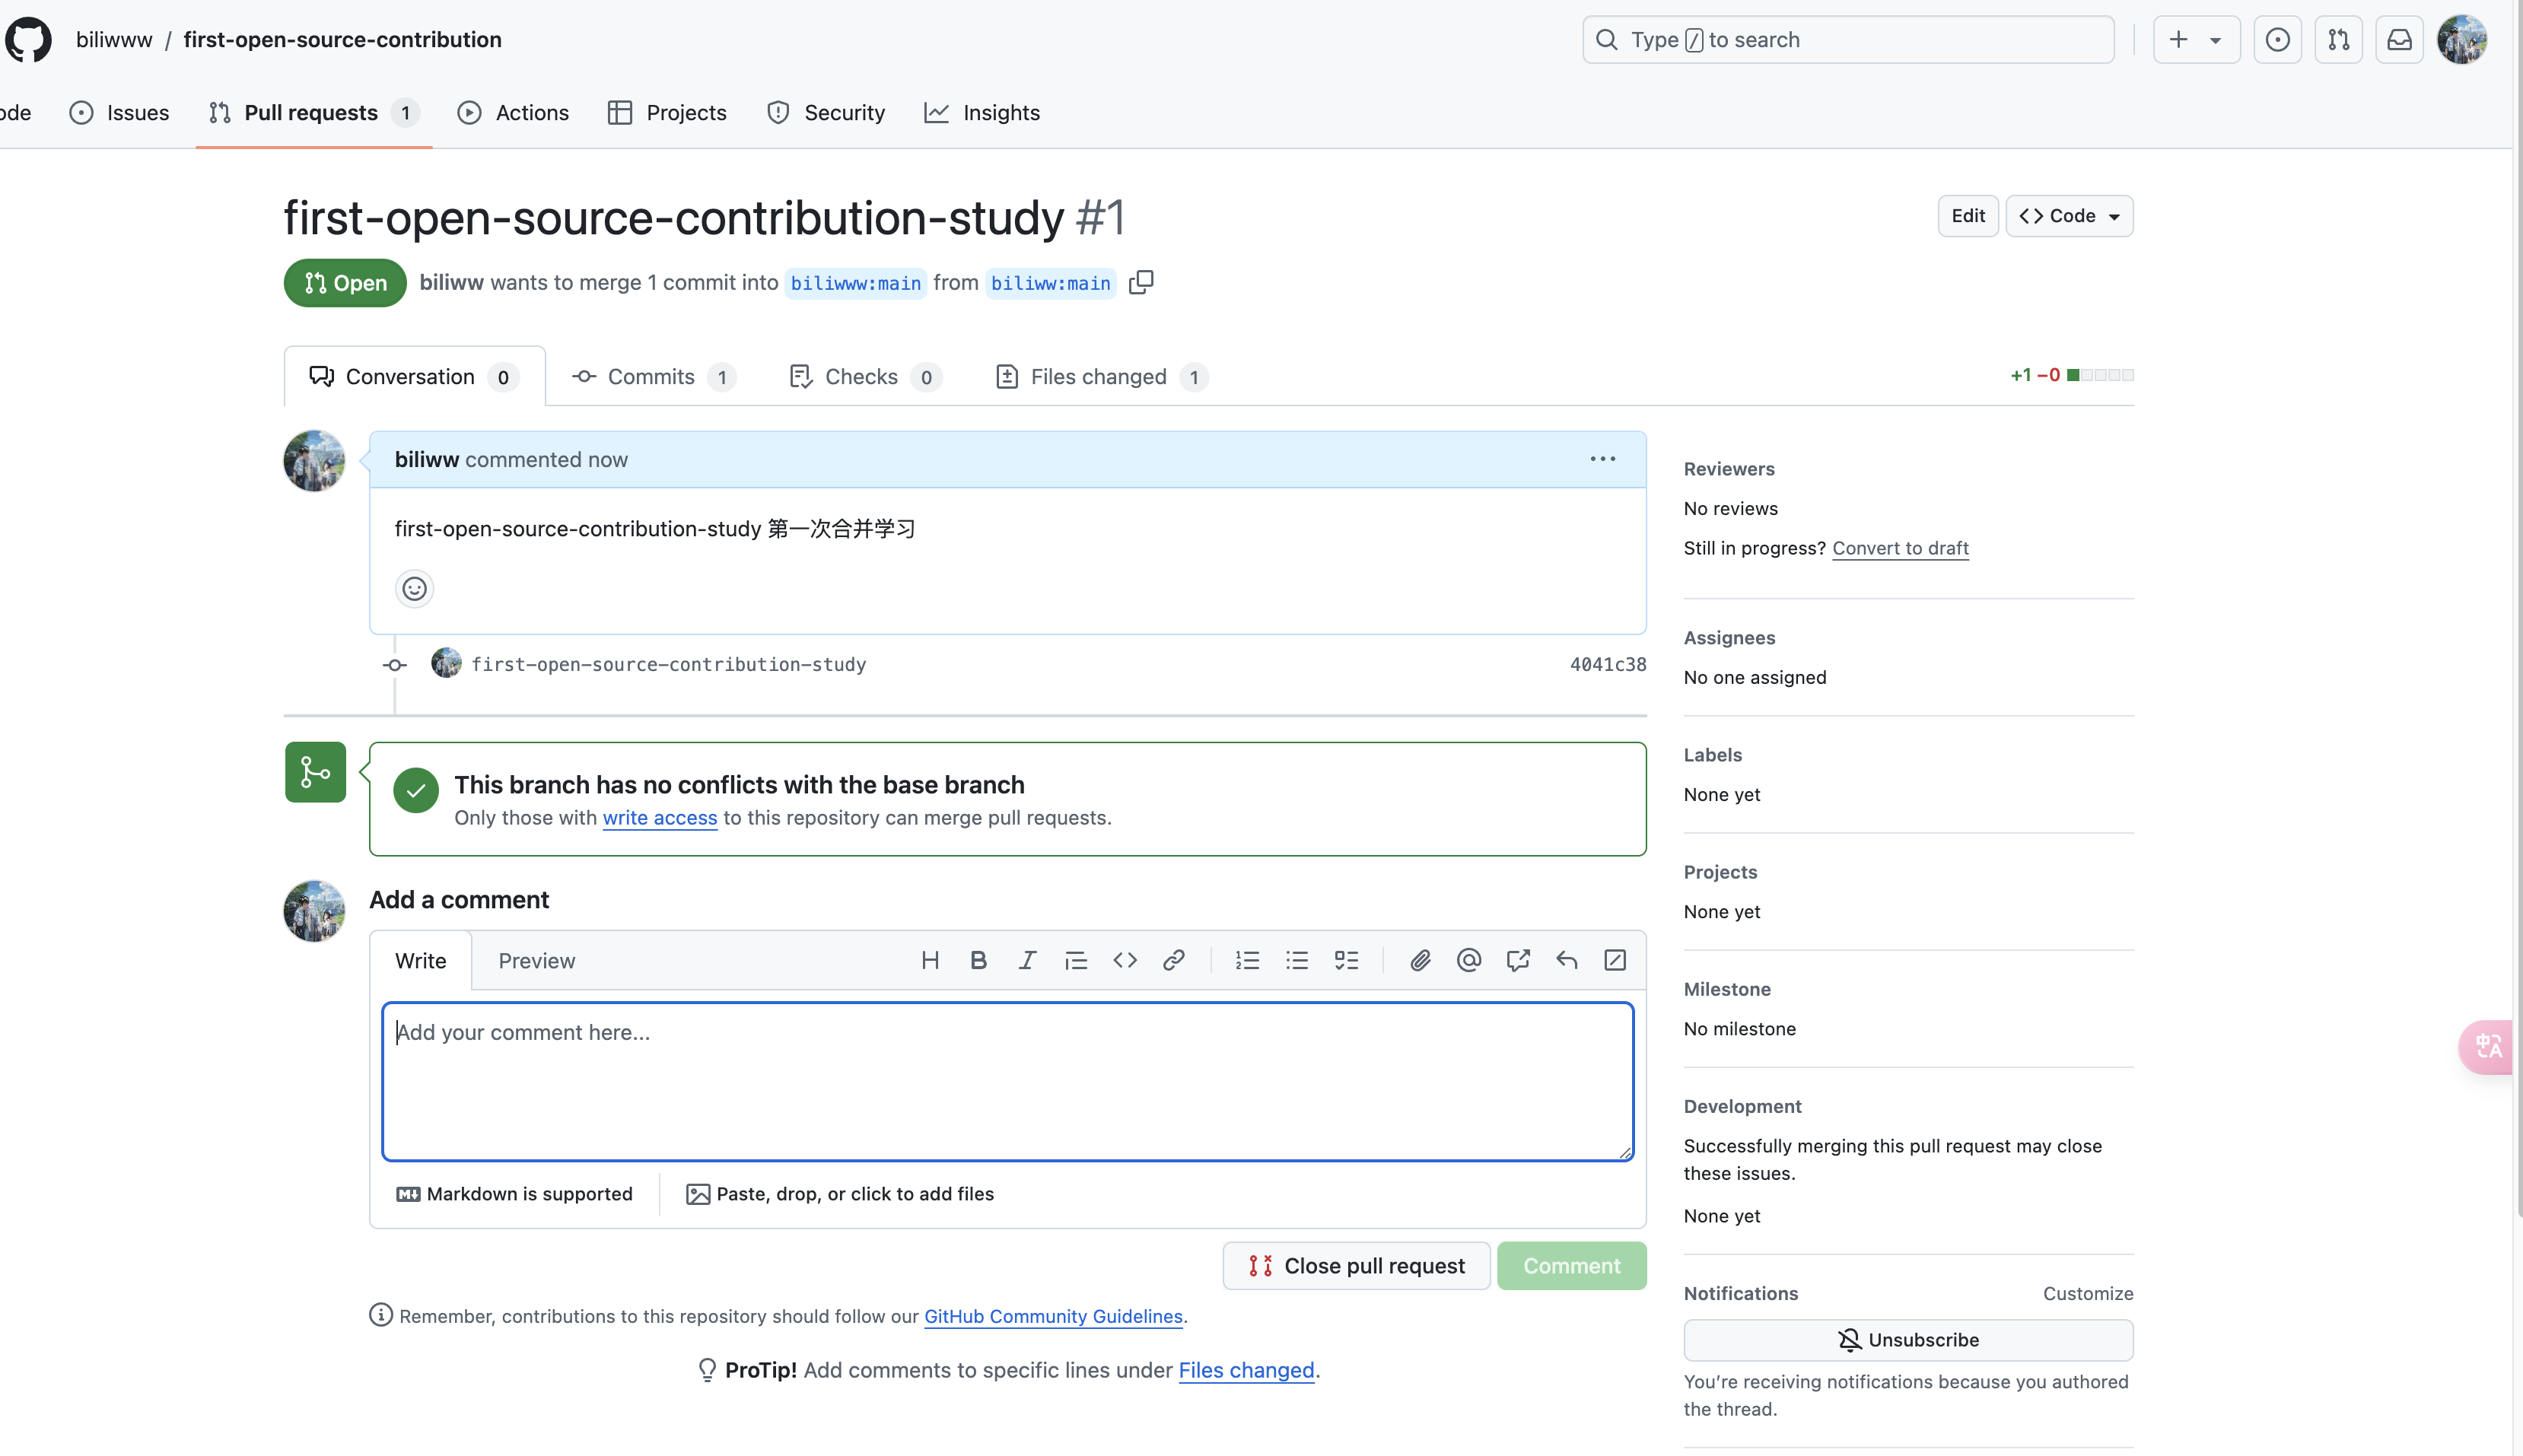 biliwww / first-open-source-contribution
Type / to search
ode Issues Pull requests 1 Actions Projects Security Insights
first-open-source-contribution-study #1
Edit <> Code
Open biliww wants to merge 1 commit into biliwww:main from biliww:main
Conversation 0 Commits 1 Checks 0 Files changed 1 +1 −0
biliww commented now
first-open-source-contribution-study 第一次合并学习
first-open-source-contribution-study 4041c38
This branch has no conflicts with the base branch
Only those with write access to this repository can merge pull requests.
Add a comment
Write Preview
Add your comment here...
Markdown is supported Paste, drop, or click to add files
Close pull request Comment
Remember, contributions to this repository should follow our GitHub Community Guidelines.
ProTip! Add comments to specific lines under Files changed.
Reviewers
No reviews
Still in progress? Convert to draft
Assignees
No one assigned
Labels
None yet
Projects
None yet
Milestone
No milestone
Development
Successfully merging this pull request may close
these issues.
None yet
Notifications Customize
Unsubscribe
You’re receiving notifications because you authored
the thread.